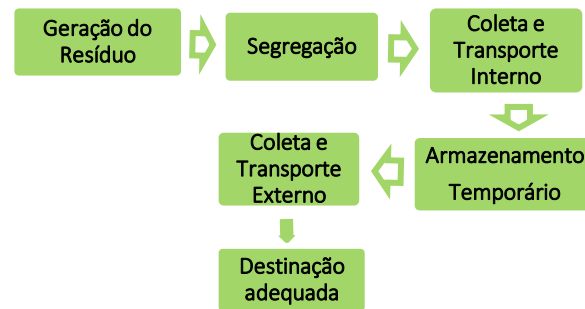 Geração do
Resíduo
Segregação
Coleta e
Transporte
Interno
Armazenamento
Temporário
Coleta e
Transporte
Externo
Destinação
adequada